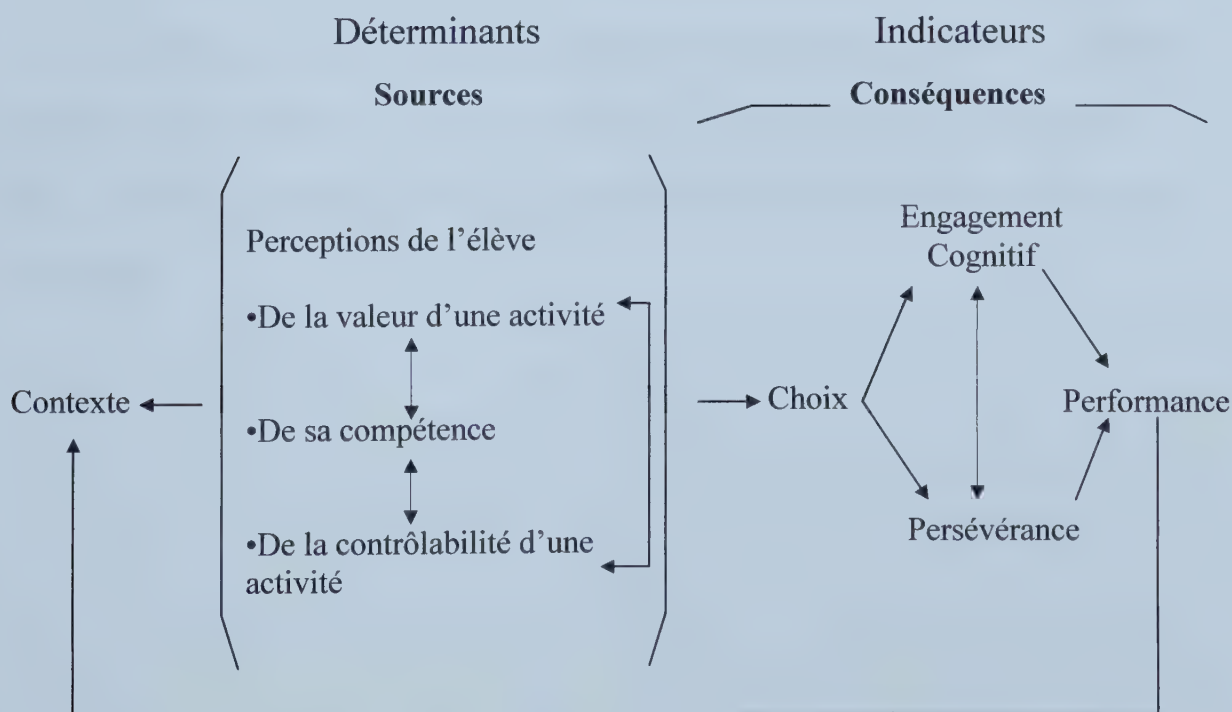 Déterminants
Indicateurs
Sources
Conséquences
Perceptions de l'élève
•De la valeur d'une activité
•De sa compétence
•De la contrôlabilité d'une
activité
Contexte
Choix
Engagement
Cognitif
Performance
Persévérance